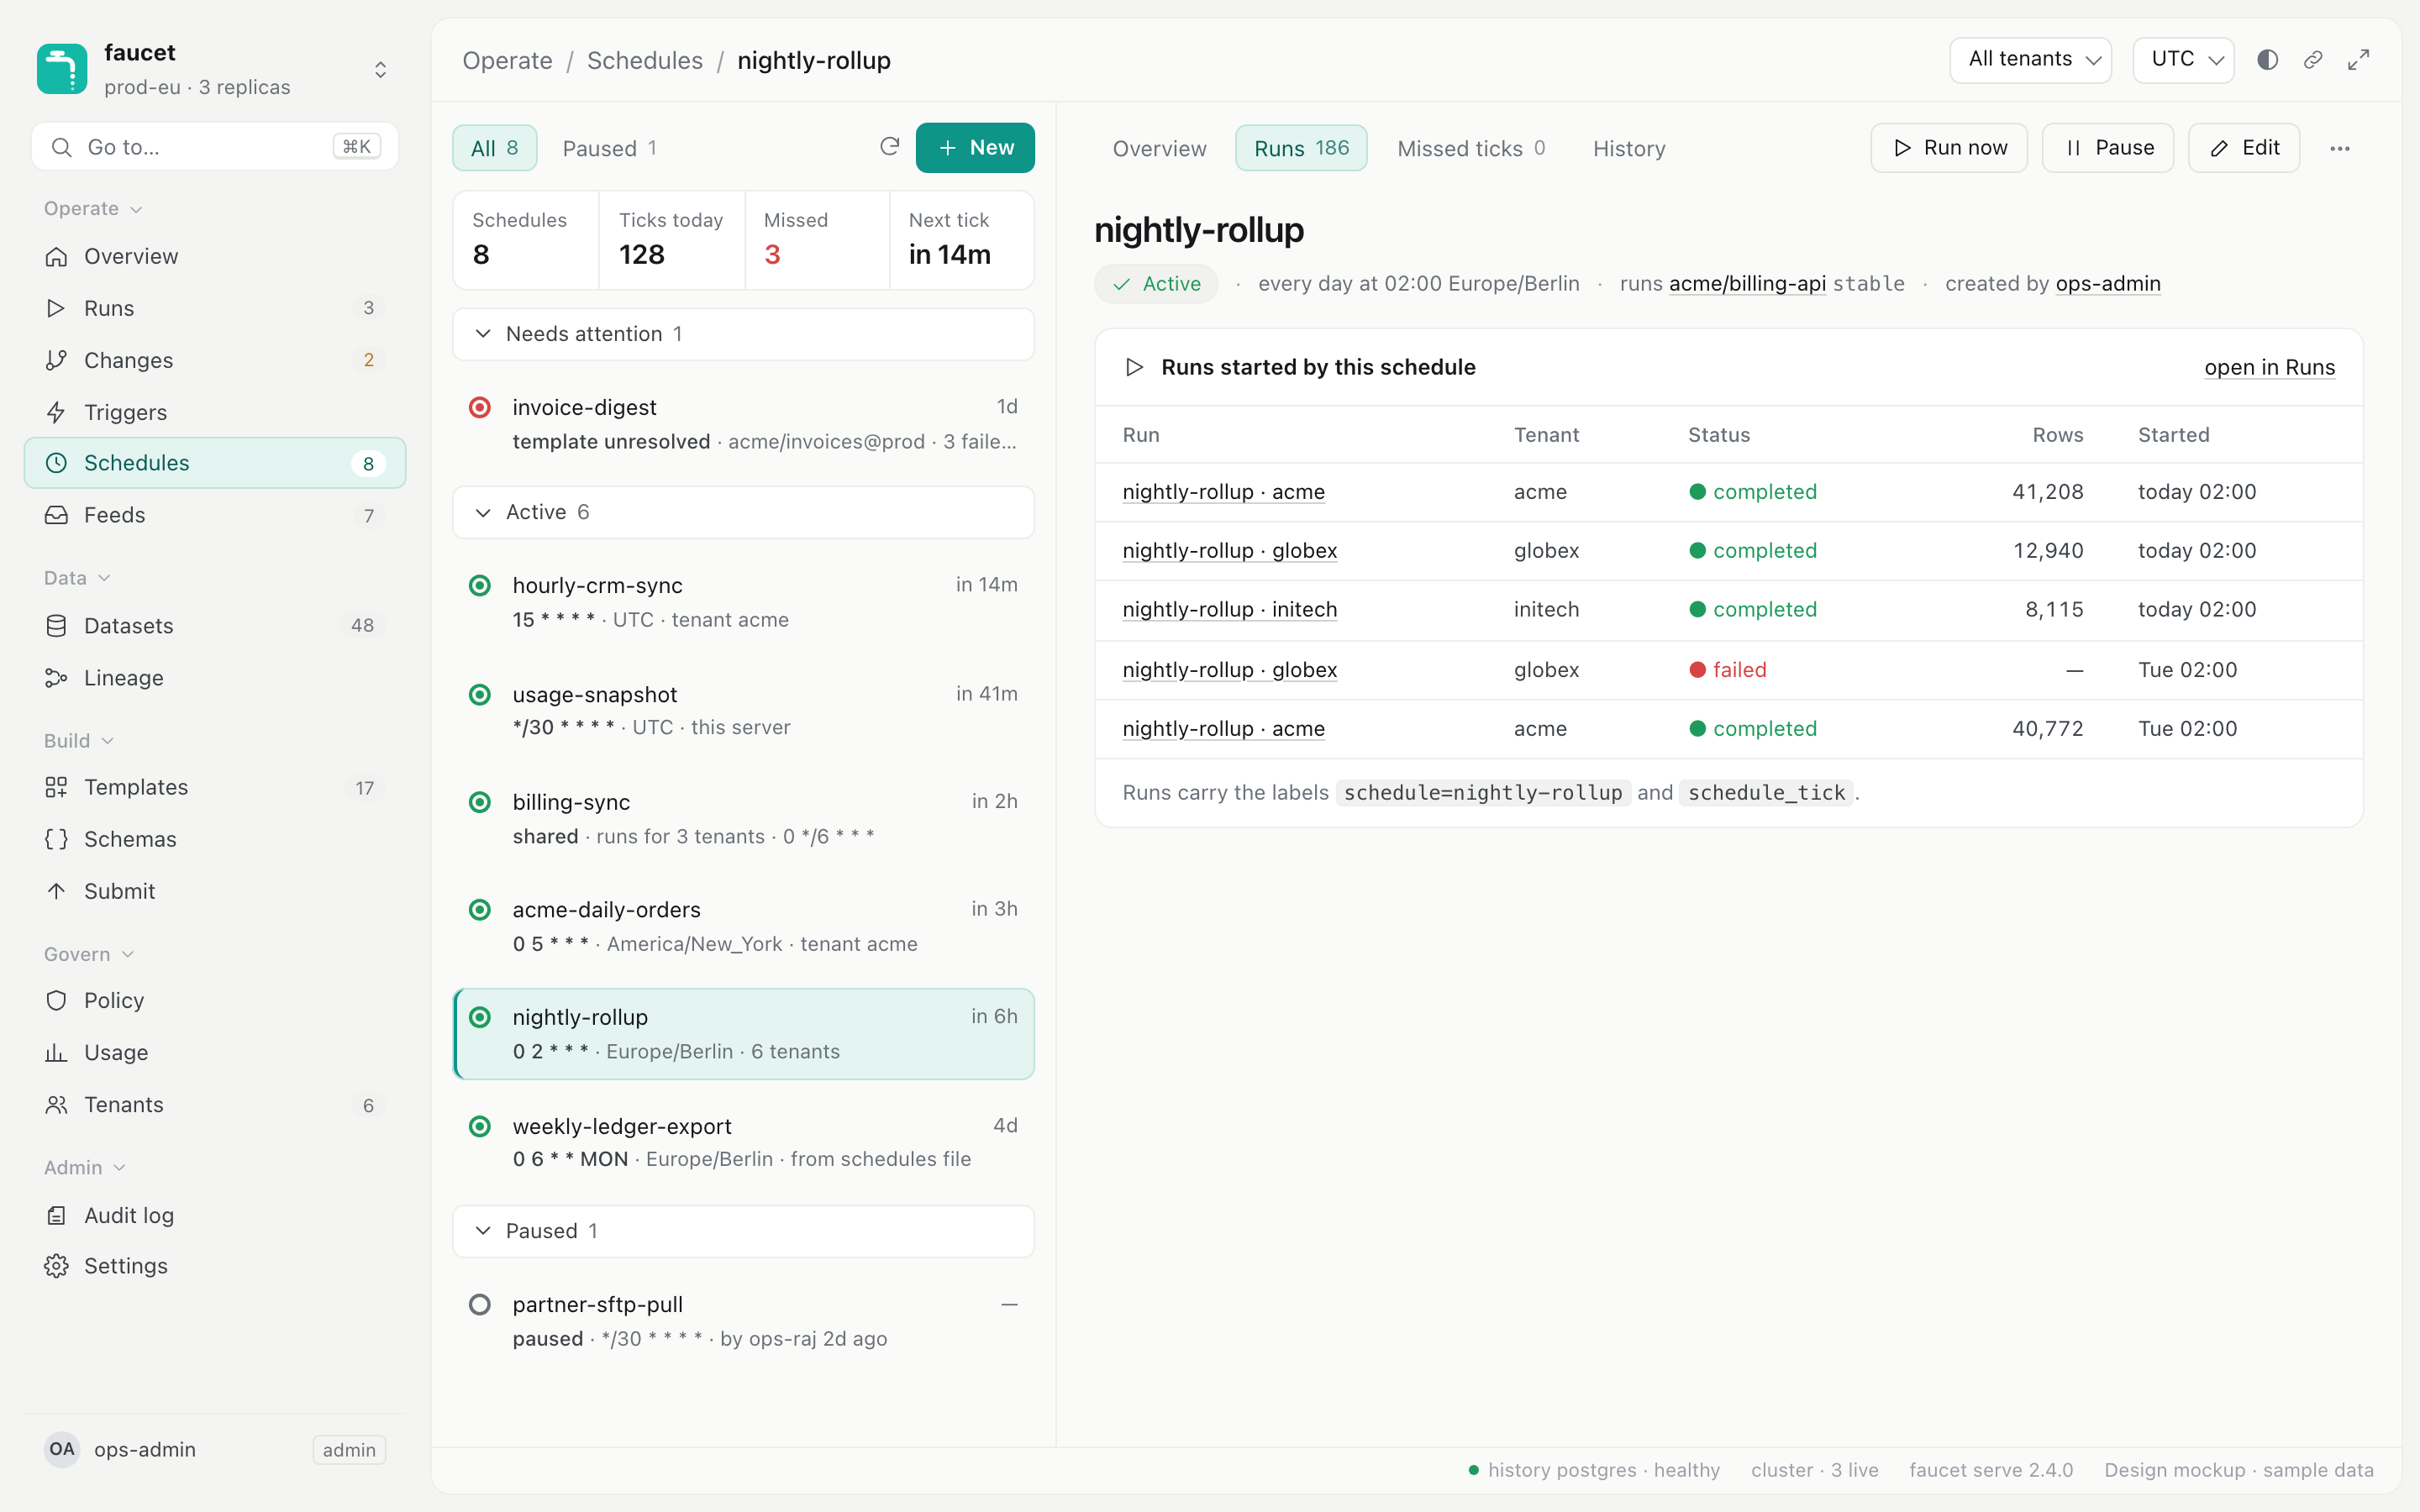 faucet
prod-eu · 3 replicas
Go to... ⌘K
Operate
Overview
Runs 3
Changes 2
Triggers
Schedules 8
Feeds 7
Data
Datasets 48
Lineage
Build
Templates 17
Schemas
Submit
Govern
Policy
Usage
Tenants 6
Admin
Audit log
Settings
OA ops-admin admin
Operate / Schedules / nightly-rollup
All tenants UTC
All 8 Paused 1 + New
Schedules Ticks today Missed Next tick
8 128 3 in 14m
Needs attention 1
invoice-digest 1d
template unresolved · acme/invoices@prod · 3 faile...
Active 6
hourly-crm-sync in 14m
15 * * * * · UTC · tenant acme
usage-snapshot in 41m
*/30 * * * * · UTC · this server
billing-sync in 2h
shared · runs for 3 tenants · 0 */6 * * *
acme-daily-orders in 3h
0 5 * * * · America/New_York · tenant acme
nightly-rollup in 6h
0 2 * * * · Europe/Berlin · 6 tenants
weekly-ledger-export 4d
0 6 * * MON · Europe/Berlin · from schedules file
Paused 1
partner-sftp-pull —
paused · */30 * * * * · by ops-raj 2d ago
Overview Runs 186 Missed ticks 0 History Run now Pause Edit ...
nightly-rollup
Active · every day at 02:00 Europe/Berlin · runs acme/billing-api stable · created by ops-admin
Runs started by this schedule open in Runs
Run Tenant Status Rows Started
nightly-rollup · acme acme completed 41,208 today 02:00
nightly-rollup · globex globex completed 12,940 today 02:00
nightly-rollup · initech initech completed 8,115 today 02:00
nightly-rollup · globex globex failed — Tue 02:00
nightly-rollup · acme acme completed 40,772 Tue 02:00
Runs carry the labels schedule=nightly-rollup and schedule_tick.
history postgres · healthy cluster · 3 live faucet serve 2.4.0 Design mockup · sample data